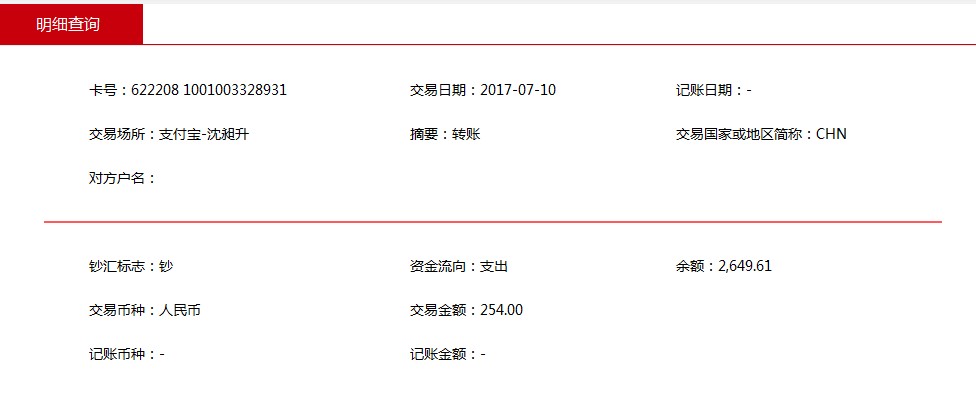 明细查询
卡号：622208 1001003328931 交易日期：2017-07-10 记账日期：-
交易场所：支付宝-沈昶升 摘要：转账 交易国家或地区简称：CHN
对方户名：
钞汇标志：钞 资金流向：支出 余额：2,649.61
交易币种：人民币 交易金额：254.00
记账币种：- 记账金额：-